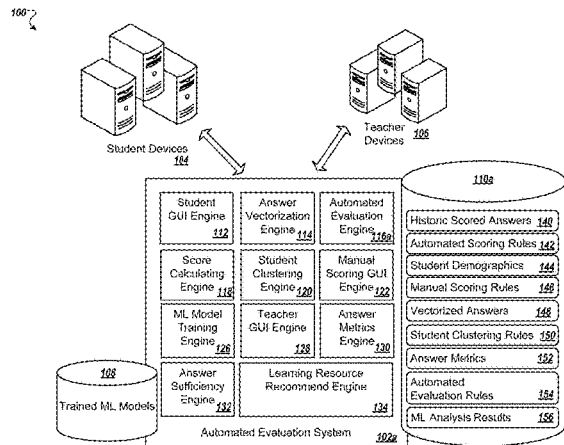 100
Student Devices
104
Teacher
Devices
106
Student
GUI Engine
112
Answer
Vectorization
Engine
114
Automated
Evaluation
Engine
116a
Score
Calculating
Engine
118
Student
Clustering
Engine
120
Manual
Scoring GUI
Engine
122
ML Model
Training
Engine
126
Teacher
GUI Engine
128
Answer
Metrics
Engine
130
Answer
Sufficiency
Engine
132
Learning Resource
Recommend Engine
134
Automated Evaluation System
102a
108
Trained ML Models
110a
Historic Scored Answers 140
Automated Scoring Rules 142
Student Demographics 144
Manual Scoring Rules 146
Vectorized Answers 148
Student Clustering Rules 150
Answer Metrics 152
Automated
Evaluation Rules 154
ML Analysis Results 156